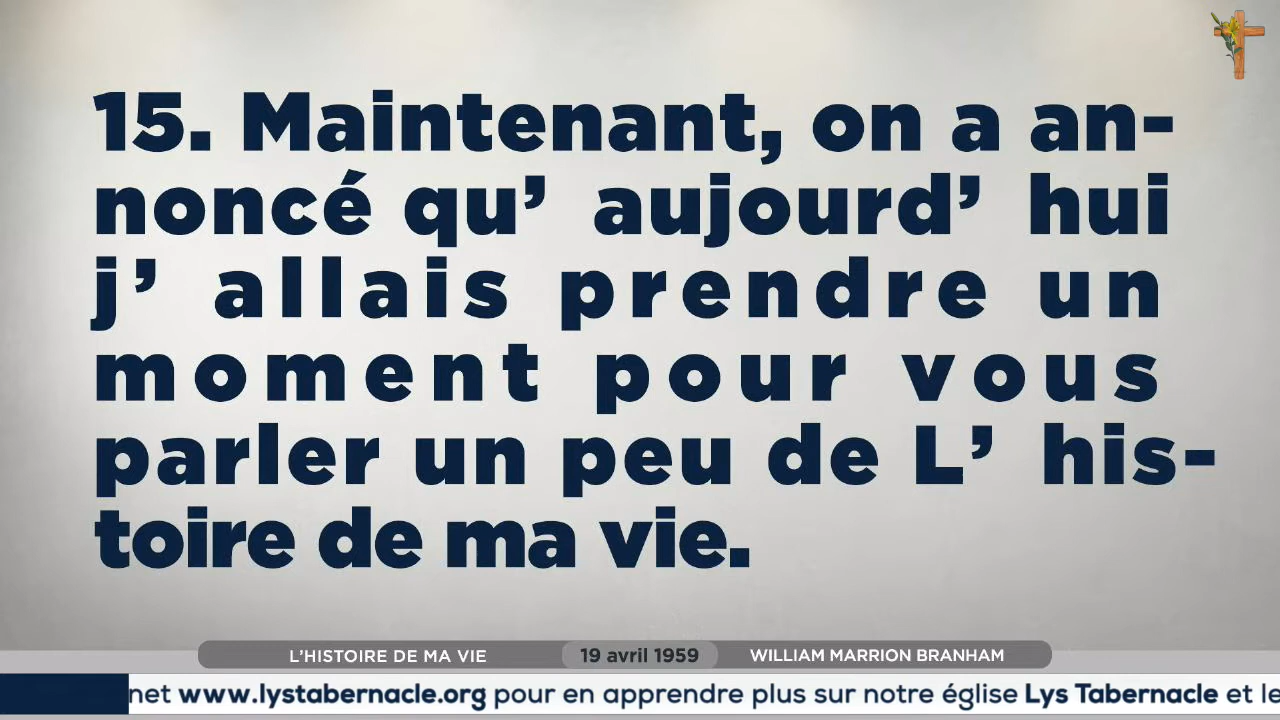 15. Maintenant, on a an-
noncé qu’ aujourd’ hui
j’ allais prendre un
moment pour vous
parler un peu de L’ his-
toire de ma vie.
L’HISTOIRE DE MA VIE 19 avril 1959 WILLIAM MARRION BRANHAM
net www.lystabernacle.org pour en apprendre plus sur notre église Lys Tabernacle et le